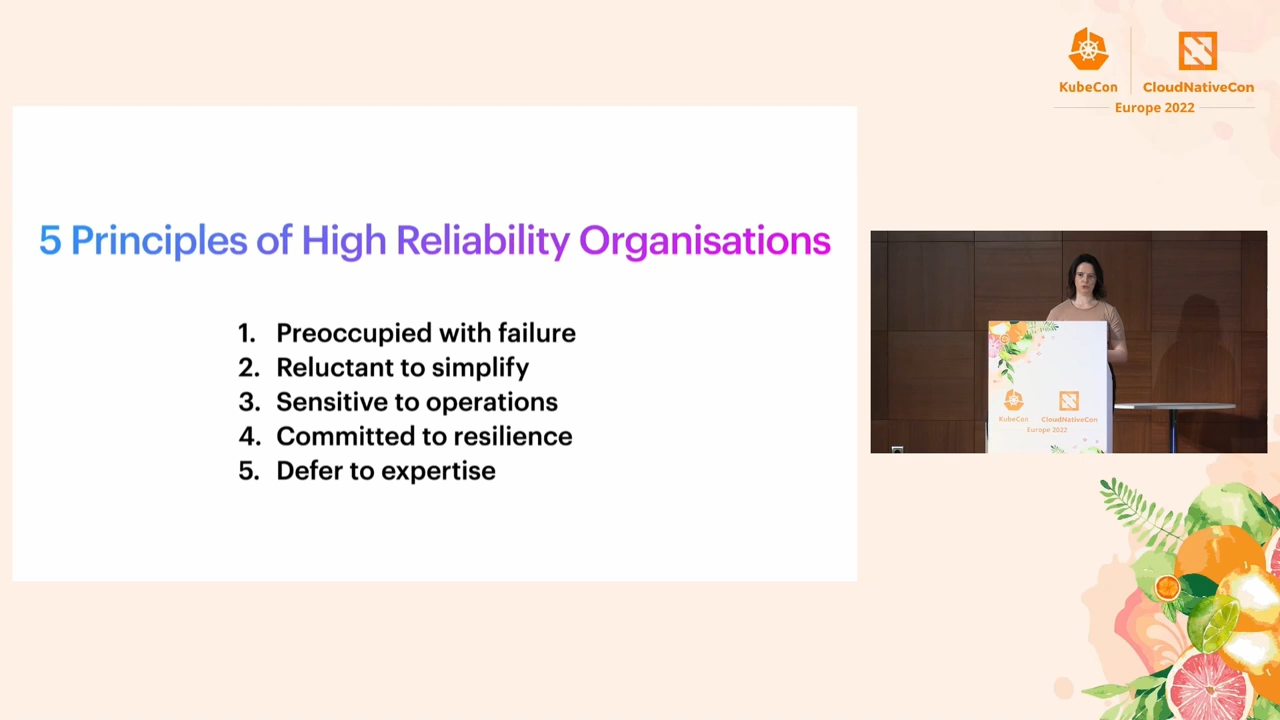 KubeCon
CloudNativeCon
Europe 2022
5 Principles of High Reliability Organisations
1. Preoccupied with failure
2. Reluctant to simplify
3. Sensitive to operations
4. Committed to resilience
5. Defer to expertise
KubeCon
CloudNativeCon
Europe 2022